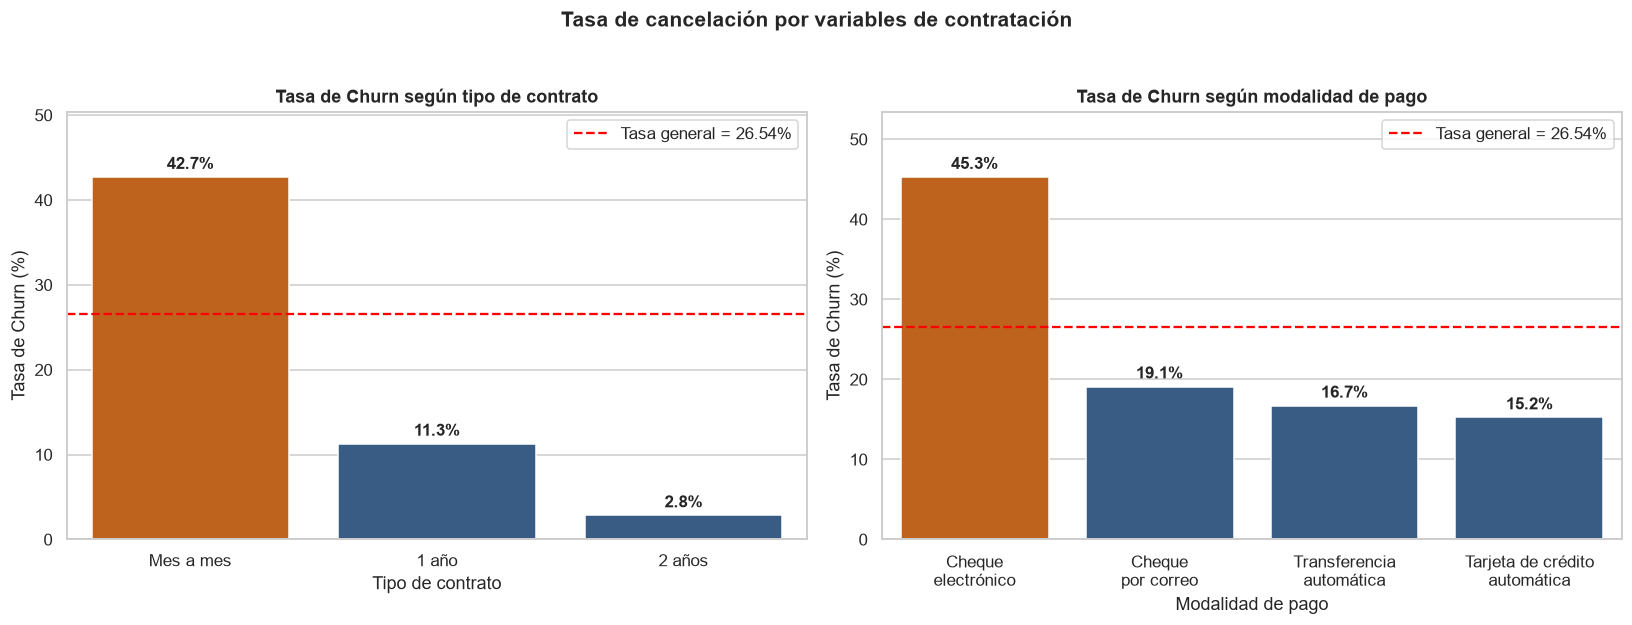 Tasa de cancelación por variables de contratación
Tasa de Churn según tipo de contrato
Tasa general = 26.54%
Tasa de Churn (%)
50
40
30
20
10
0
42.7%
11.3%
2.8%
Mes a mes
1 año
2 años
Tipo de contrato
Tasa de Churn según modalidad de pago
Tasa general = 26.54%
Tasa de Churn (%)
50
40
30
20
10
0
45.3%
19.1%
16.7%
15.2%
Cheque
electrónico
Cheque
por correo
Transferencia
automática
Tarjeta de crédito
automática
Modalidad de pago